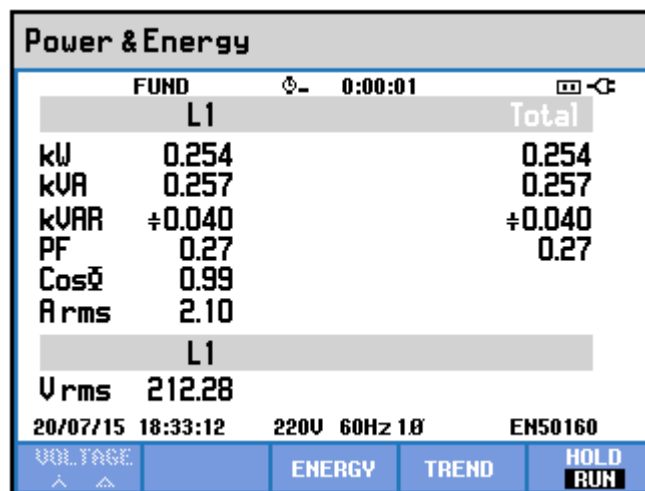 Power & Energy
FUND 0:00:01
L1 Total
kW 0.254 0.254
kVA 0.257 0.257
kVAR ÷0.040 ÷0.040
PF 0.27 0.27
CosΦ 0.99
A rms 2.10
L1
V rms 212.28
20/07/15 18:33:12 220V 60Hz 1Ø EN50160
VOLTAGE ENERGY TREND HOLD
RUN